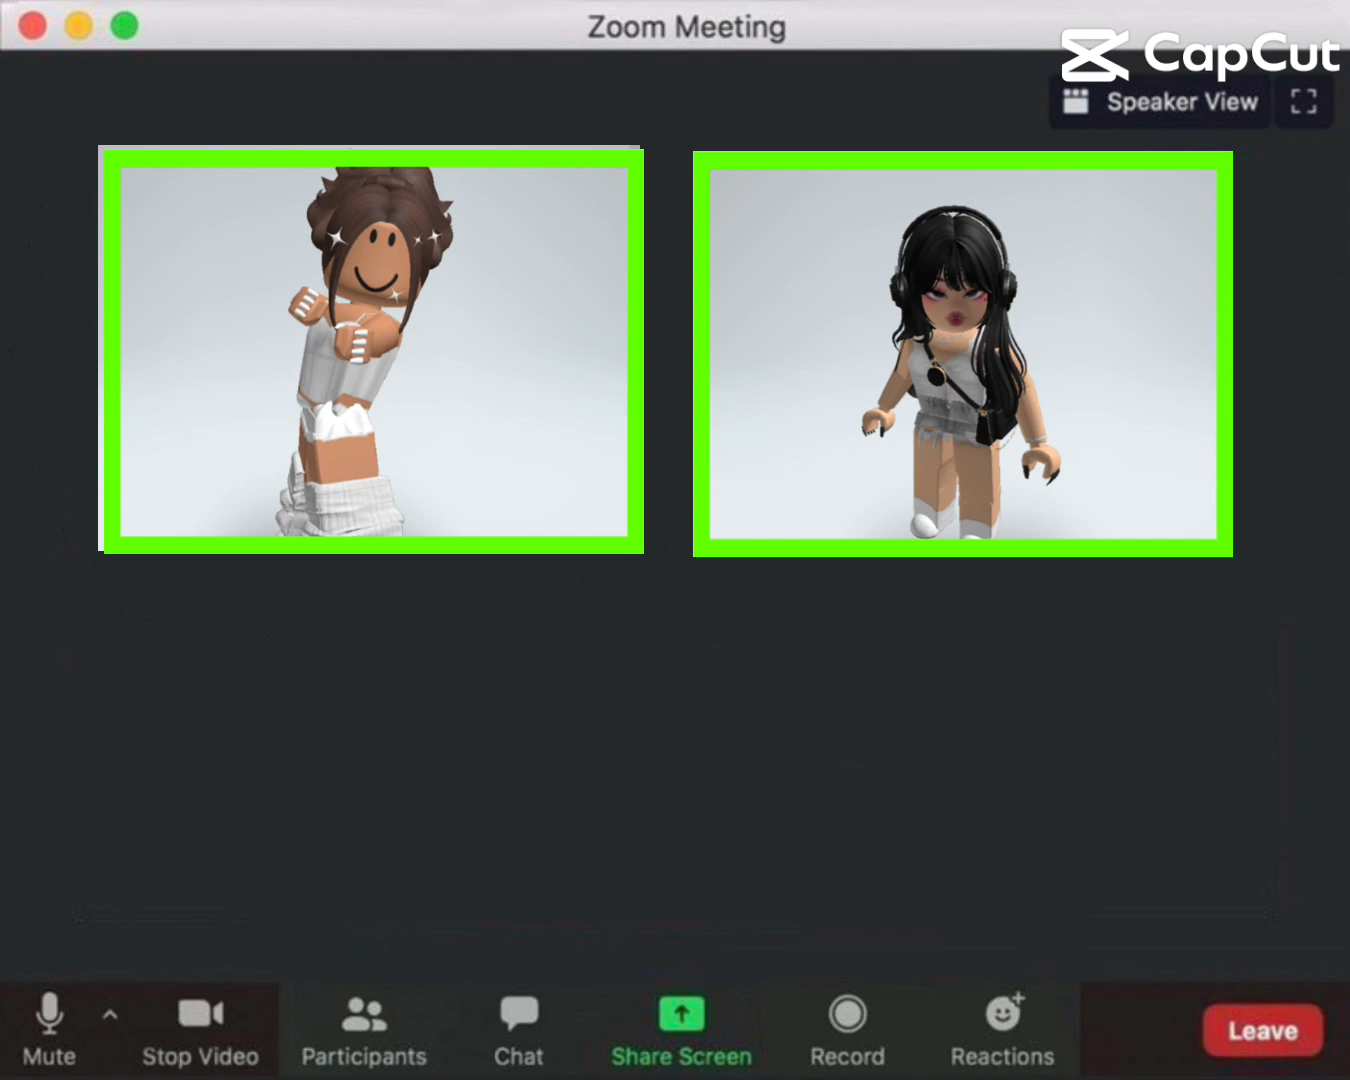 Zoom Meeting
CapCut
Speaker View
Mute
Stop Video
Participants
Chat
Share Screen
Record
Reactions
Leave